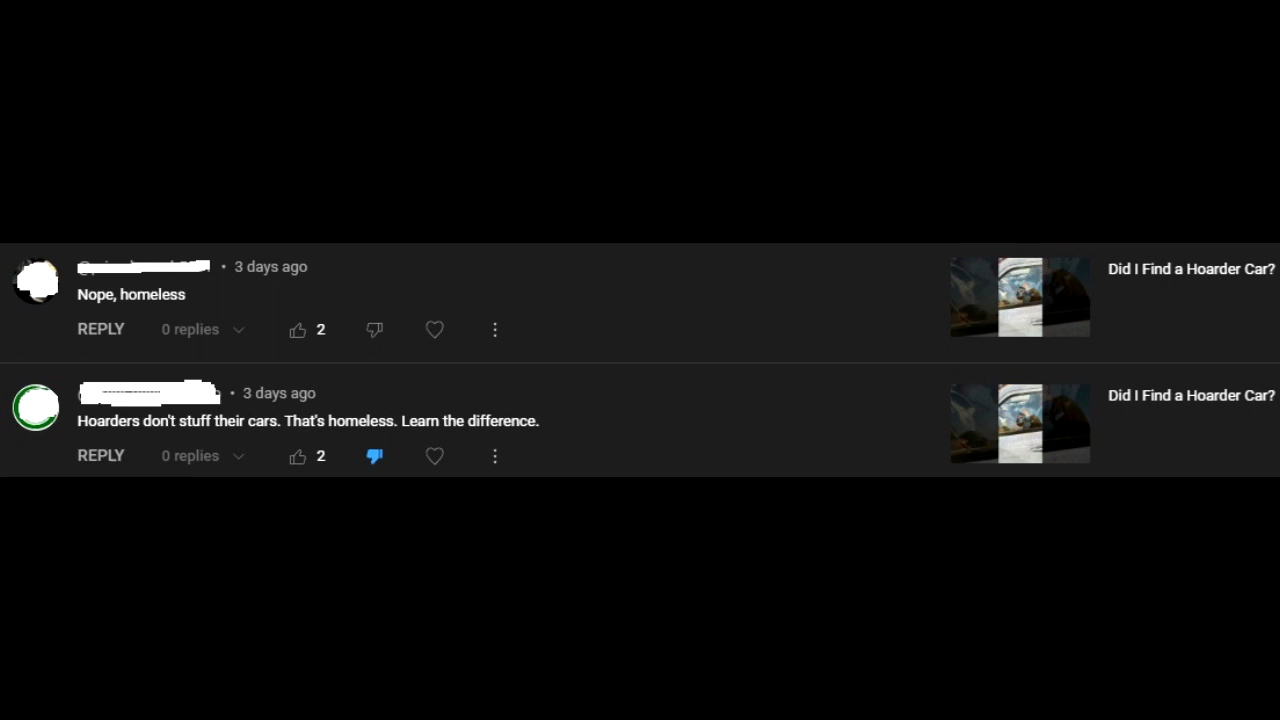 • 3 days ago
Did I Find a Hoarder Car?
Nope, homeless
REPLY 0 replies 2
• 3 days ago
Did I Find a Hoarder Car?
Hoarders don't stuff their cars. That's homeless. Learn the difference.
REPLY 0 replies 2